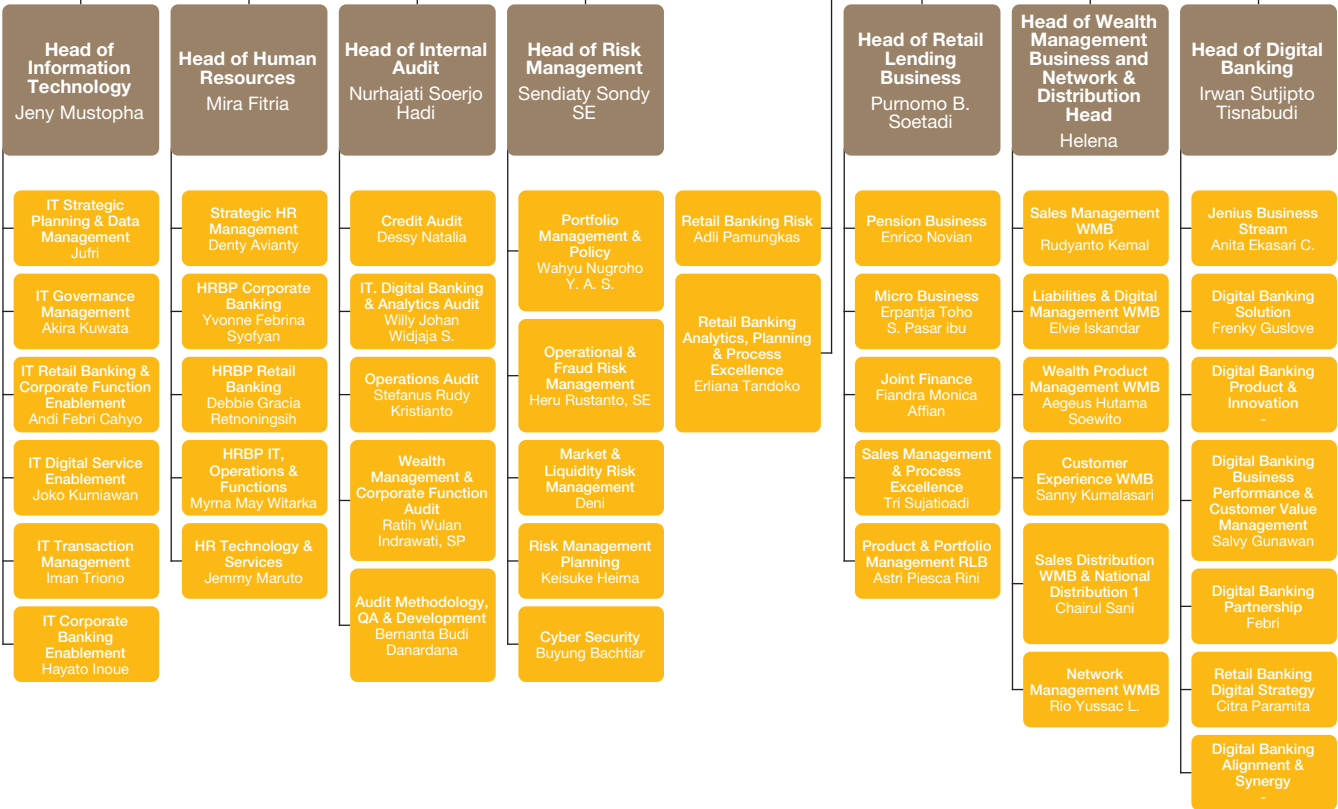 Head of
Information
Technology
Jeny Mustopha
IT Strategic
Planning & Data
Management
Jufri
IT Governance
Management
Akira Kuwata
IT Retail Banking &
Corporate Function
Enablement
Andi Febri Cahyo
IT Digital Service
Enablement
Joko Kurniawan
IT Transaction
Management
Iman Triono
IT Corporate
Banking
Enablement
Hayato Inoue
Head of Human
Resources
Mira Fitria
Strategic HR
Management
Denty Avianty
HRBP Corporate
Banking
Yvonne Febrina
Syofyan
HRBP Retail
Banking
Debbie Gracia
Retnoningsih
HRBP IT,
Operations &
Functions
Myrna May Witarka
HR Technology &
Services
Jemmy Maruto
Head of Internal
Audit
Nurhajati Soerjo
Hadi
Credit Audit
Dessy Natalia
IT. Digital Banking
& Analytics Audit
Willy Johan
Widjaja S.
Operations Audit
Stefanus Rudy
Kristianto
Wealth
Management &
Corporate Function
Audit
Ratih Wulan
Indrawati, SP
Audit Methodology,
QA & Development
Bernanta Budi
Danardana
Head of Risk
Management
Sendiaty Sondy
SE
Portfolio
Management &
Policy
Wahyu Nugroho
Y. A. S.
Operational &
Fraud Risk
Management
Heru Rustanto, SE
Market &
Liquidity Risk
Management
Deni
Risk Management
Planning
Keisuke Heima
Cyber Security
Buyung Bachtiar
Retail Banking Risk
Adli Pamungkas
Retail Banking
Analytics, Planning
& Process
Excellence
Erliana Tandoko
Head of Retail
Lending
Business
Purnomo B.
Soetadi
Pension Business
Enrico Novian
Micro Business
Erpantja Toho
S. Pasar ibu
Joint Finance
Fiandra Monica
Affian
Sales Management
& Process
Excellence
Tri Sujatioadi
Product & Portfolio
Management RLB
Astri Piesca Rini
Head of Wealth
Management
Business and
Network &
Distribution
Head
Helena
Sales Management
WMB
Rudyanto Kemal
Liabilities & Digital
Management WMB
Elvie Iskandar
Wealth Product
Management WMB
Aegeus Hutama
Soewito
Customer
Experience WMB
Sanny Kumalasari
Sales Distribution
WMB & National
Distribution 1
Chairul Sani
Network
Management WMB
Rio Yussac L.
Head of Digital
Banking
Irwan Sutjipto
Tisnabudi
Jenius Business
Stream
Anita Ekasari C.
Digital Banking
Solution
Frenky Guslove
Digital Banking
Product &
Innovation
-
Digital Banking
Business
Performance &
Customer Value
Management
Salvy Gunawan
Digital Banking
Partnership
Febri
Retail Banking
Digital Strategy
Citra Paramita
Digital Banking
Alignment &
Synergy
-